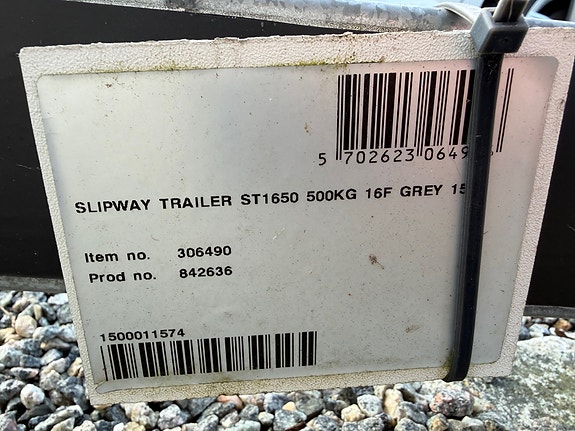 5 702623 0649
SLIPWAY TRAILER ST1650 500KG 16F GREY 15
Item no. 306490
Prod no. 842636
1500011574